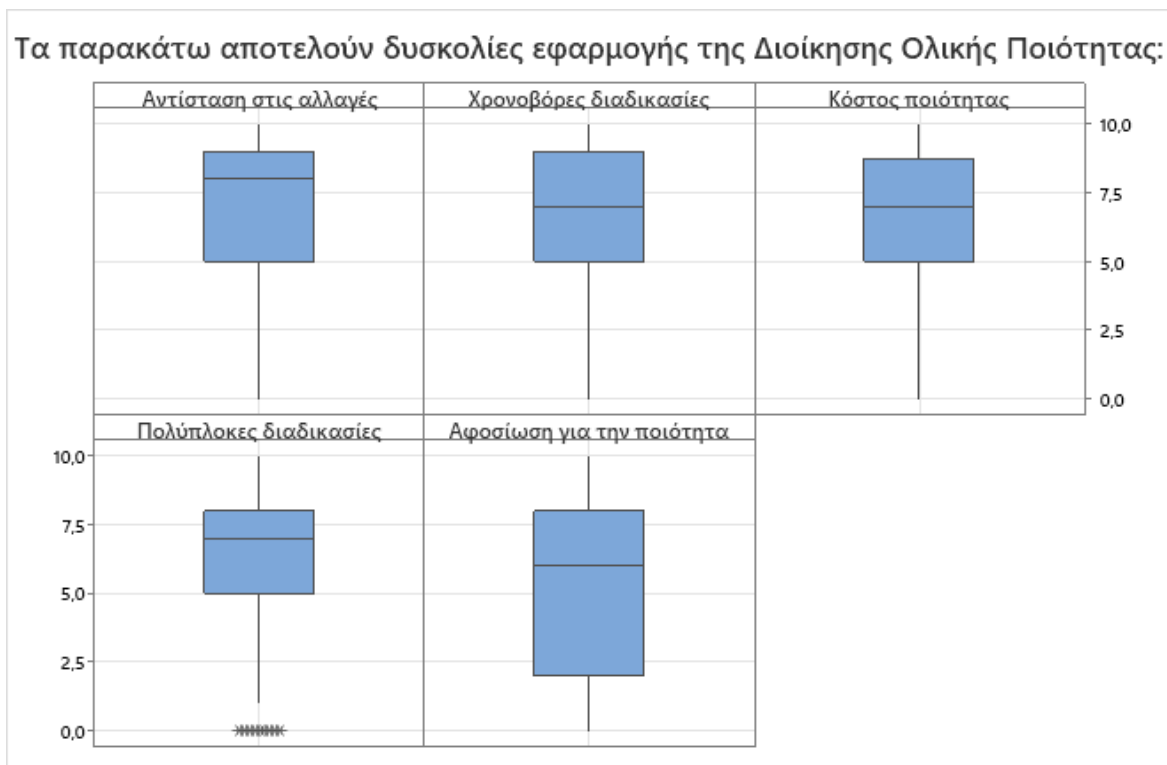 Τα παρακάτω αποτελούν δυσκολίες εφαρμογής της Διοίκησης Ολικής Ποιότητας:
Αντίσταση στις αλλαγές
Χρονοβόρες διαδικασίες
Κόστος ποιότητας
10,0
7,5
5,0
2,5
0,0
Πολύπλοκες διαδικασίες
Αφοσίωση για την ποιότητα
10,0
7,5
5,0
2,5
0,0